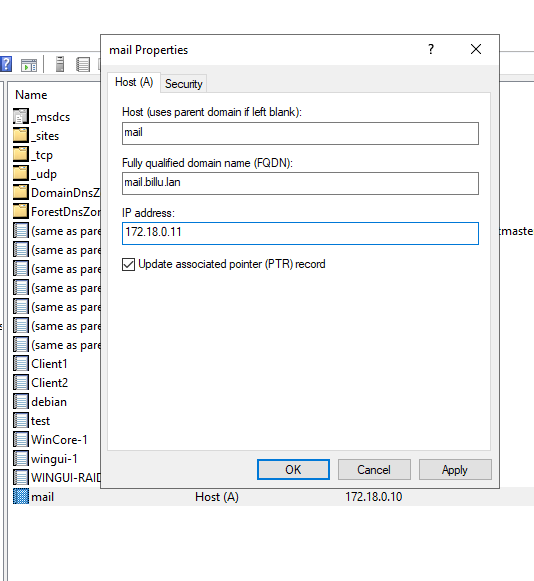 mail Properties
?
Host (A)
Security
Host (uses parent domain if left blank):
mail
Fully qualified domain name (FQDN):
mail.billu.lan
IP address:
172.18.0.11
Update associated pointer (PTR) record
OK
Cancel
Apply
Name
_msdcs
_sites
_tcp
_udp
DomainDnsZ
ForestDnsZor
(same as pare
(same as pare
(same as pare
(same as pare
(same as pare
(same as pare
(same as pare
Client1
Client2
debian
test
WinCore-1
wingui-1
WINGUI-RAID
mail Host (A) 172.18.0.10
tmaste